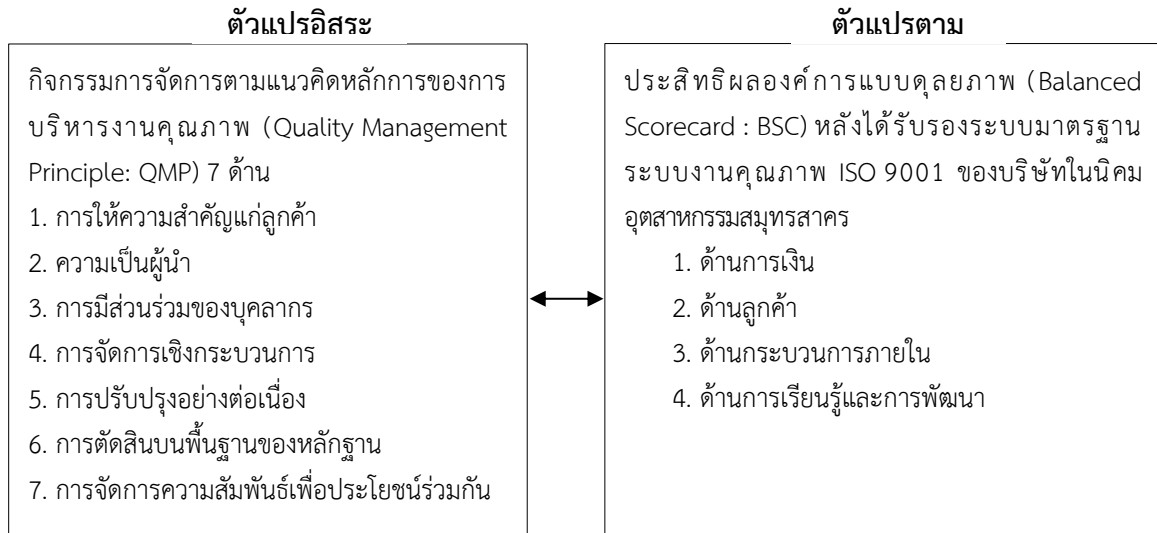 ตัวแปรอิสระ
กิจกรรมการจัดการตามแนวคิดหลักการของการ
บริหารงานคุณภาพ (Quality Management
Principle: QMP) 7 ด้าน
1. การให้ความสำคัญแก่ลูกค้า
2. ความเป็นผู้นำ
3. การมีส่วนร่วมของบุคลากร
4. การจัดการเชิงกระบวนการ
5. การปรับปรุงอย่างต่อเนื่อง
6. การตัดสินบนพื้นฐานของหลักฐาน
7. การจัดการความสัมพันธ์เพื่อประโยชน์ร่วมกัน
ตัวแปรตาม
ประสิทธิผลองค์การแบบดุลยภาพ (Balanced
Scorecard : BSC) หลังได้รับรองระบบมาตรฐาน
ระบบงานคุณภาพ ISO 9001 ของบริษัทในนิคม
อุตสาหกรรมสมุทรสาคร
1. ด้านการเงิน
2. ด้านลูกค้า
3. ด้านกระบวนการภายใน
4. ด้านการเรียนรู้และการพัฒนา